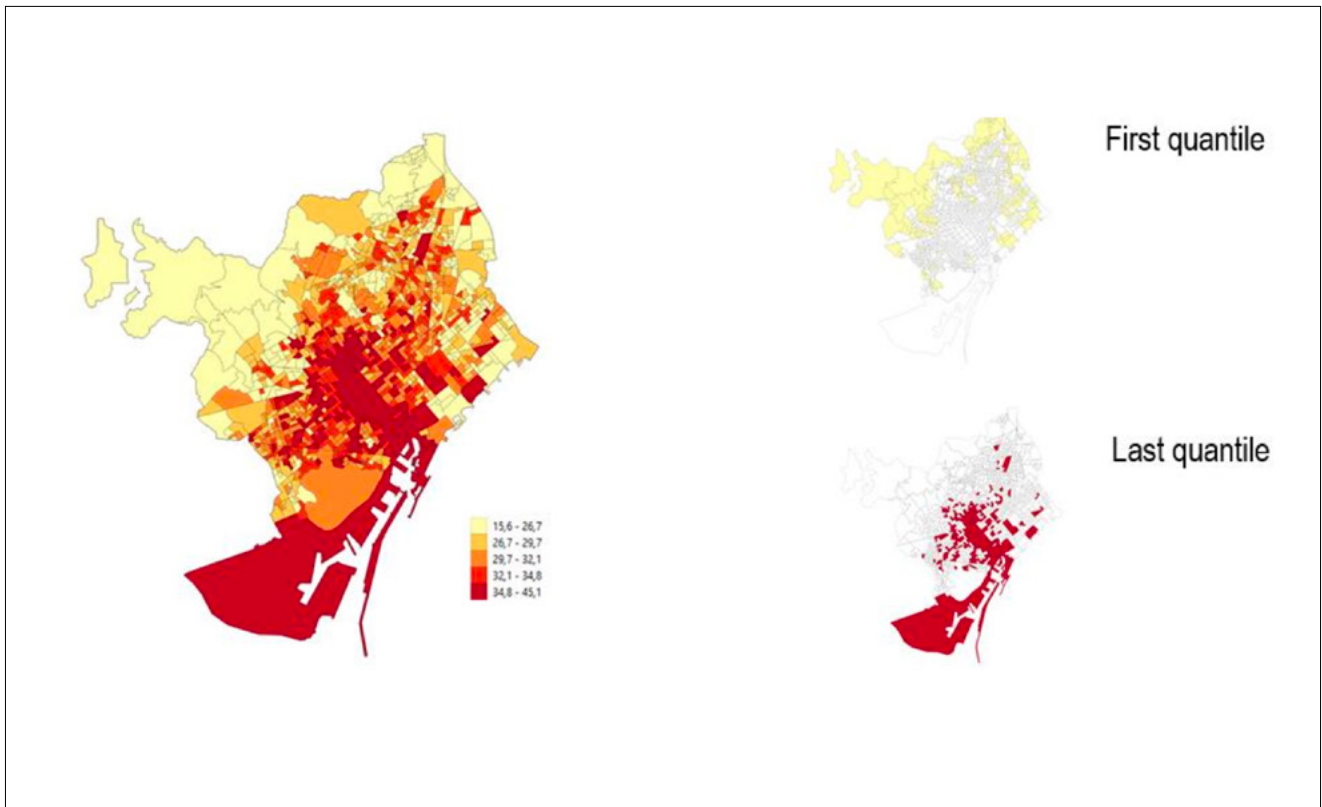 First quantile
Last quantile
15,6 - 26,7
26,7 - 29,7
29,7 - 32,1
32,1 - 34,8
34,8 - 45,1